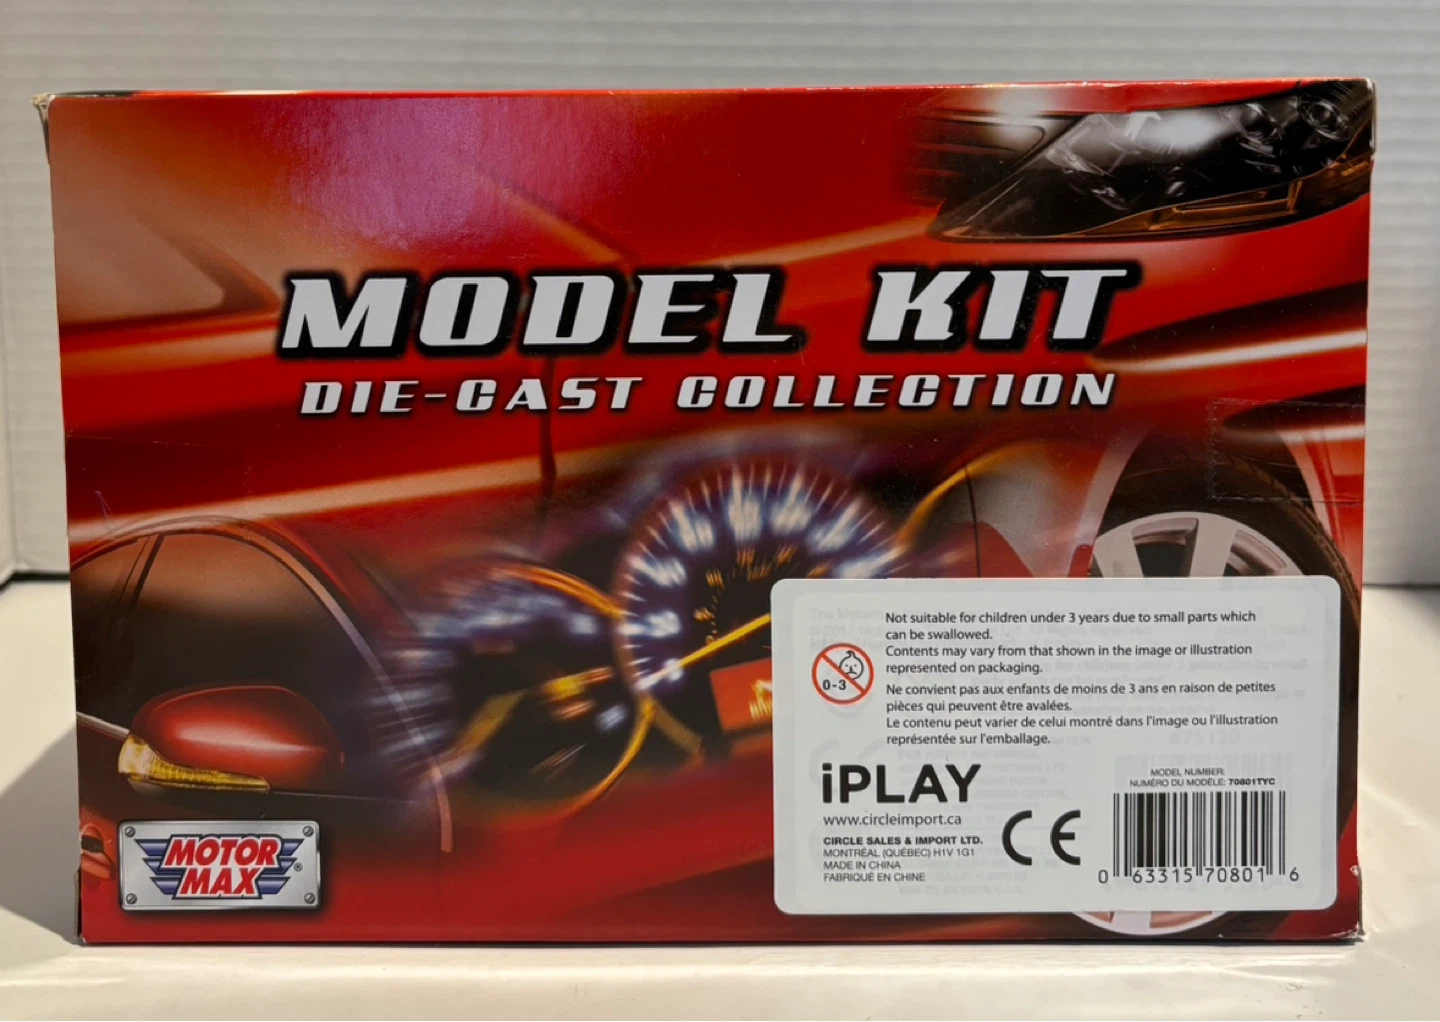 MODEL KIT
DIE-CAST COLLECTION
Not suitable for children under 3 years due to small parts which
can be swallowed.
Contents may vary from that shown in the image or illustration
represented on packaging.
0-3
Ne convient pas aux enfants de moins de 3 ans en raison de petites
pièces qui peuvent être avalées.
Le contenu peut varier de celui montré dans l'image ou l'illustration
représentée sur l'emballage.
iPLAY
www.circleimport.ca
CIRCLE SALES & IMPORT LTD.
MONTRÉAL (QUÉBEC) H1V 1G1
MADE IN CHINA
FABRIQUÉ EN CHINE
CE
MODEL NUMBER:
NUMÉRO DU MODÈLE: 70801TYC
0 63315 70801 6
MOTOR
MAX®